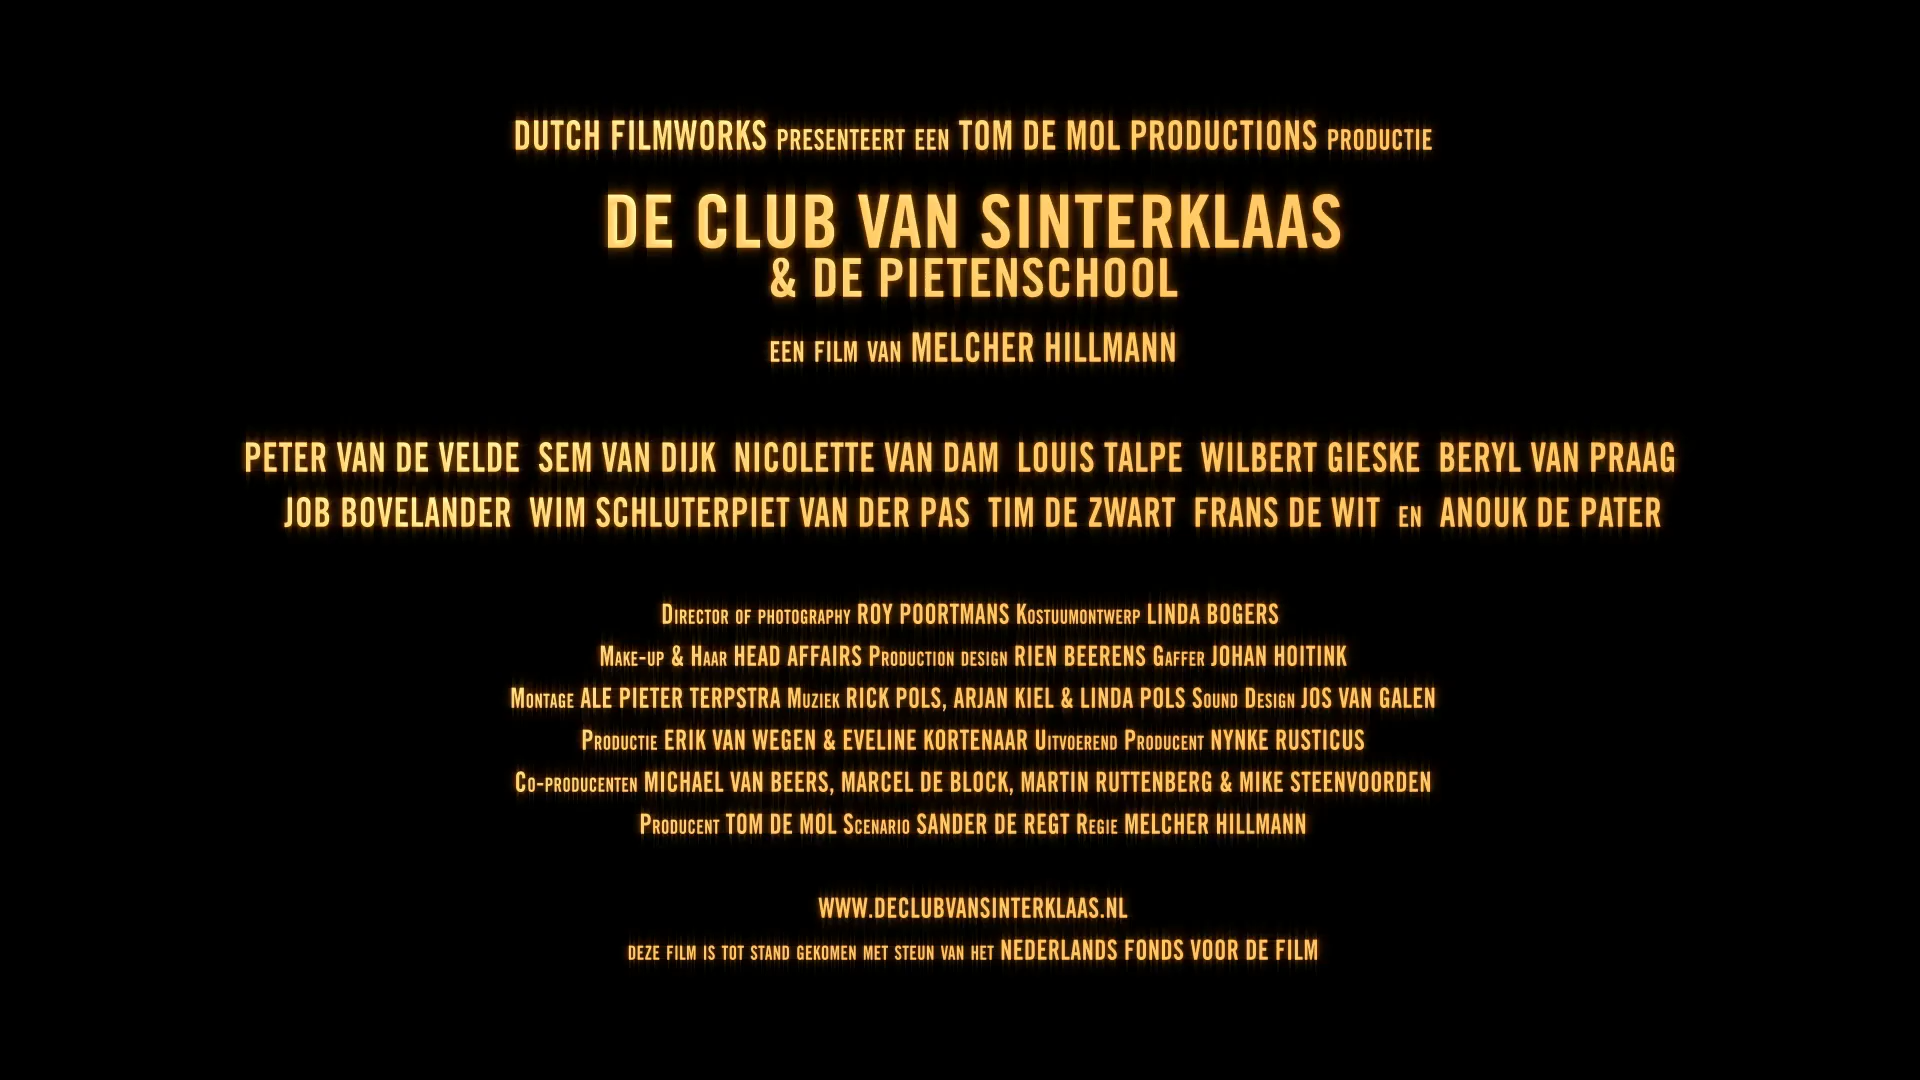 DUTCH FILMWORKS PRESENTEERT EEN TOM DE MOL PRODUCTIONS PRODUCTIE
DE CLUB VAN SINTERKLAAS
& DE PIETENSCHOOL
EEN FILM VAN MELCHER HILLMANN
PETER VAN DE VELDE SEM VAN DIJK NICOLETTE VAN DAM LOUIS TALPE WILBERT GIESKE BERYL VAN PRAAG
JOB BOVELANDER WIM SCHLUTERPIET VAN DER PAS TIM DE ZWART FRANS DE WIT EN ANOUK DE PATER
DIRECTOR OF PHOTOGRAPHY ROY POORTMANS KOSTUUMONTWERP LINDA BOGERS
MAKE-UP & HAAR HEAD AFFAIRS PRODUCTION DESIGN RIEN BEERENS GAFFER JOHAN HOITINK
MONTAGE ALE PIETER TERPSTRA MUZIEK RICK POLS, ARJAN KIEL & LINDA POLS SOUND DESIGN JOS VAN GALEN
PRODUCTIE ERIK VAN WEGEN & EVELINE KORTENAAR UITVOEREND PRODUCENT NYNKE RUSTICUS
CO-PRODUCENTEN MICHAEL VAN BEERS, MARCEL DE BLOCK, MARTIN RUTTENBERG & MIKE STEENVOORDEN
PRODUCENT TOM DE MOL SCENARIO SANDER DE REGT REGIE MELCHER HILLMANN
WWW.DECLUBVANSINTERKLAAS.NL
DEZE FILM IS TOT STAND GEKOMEN MET STEUN VAN HET NEDERLANDS FONDS VOOR DE FILM